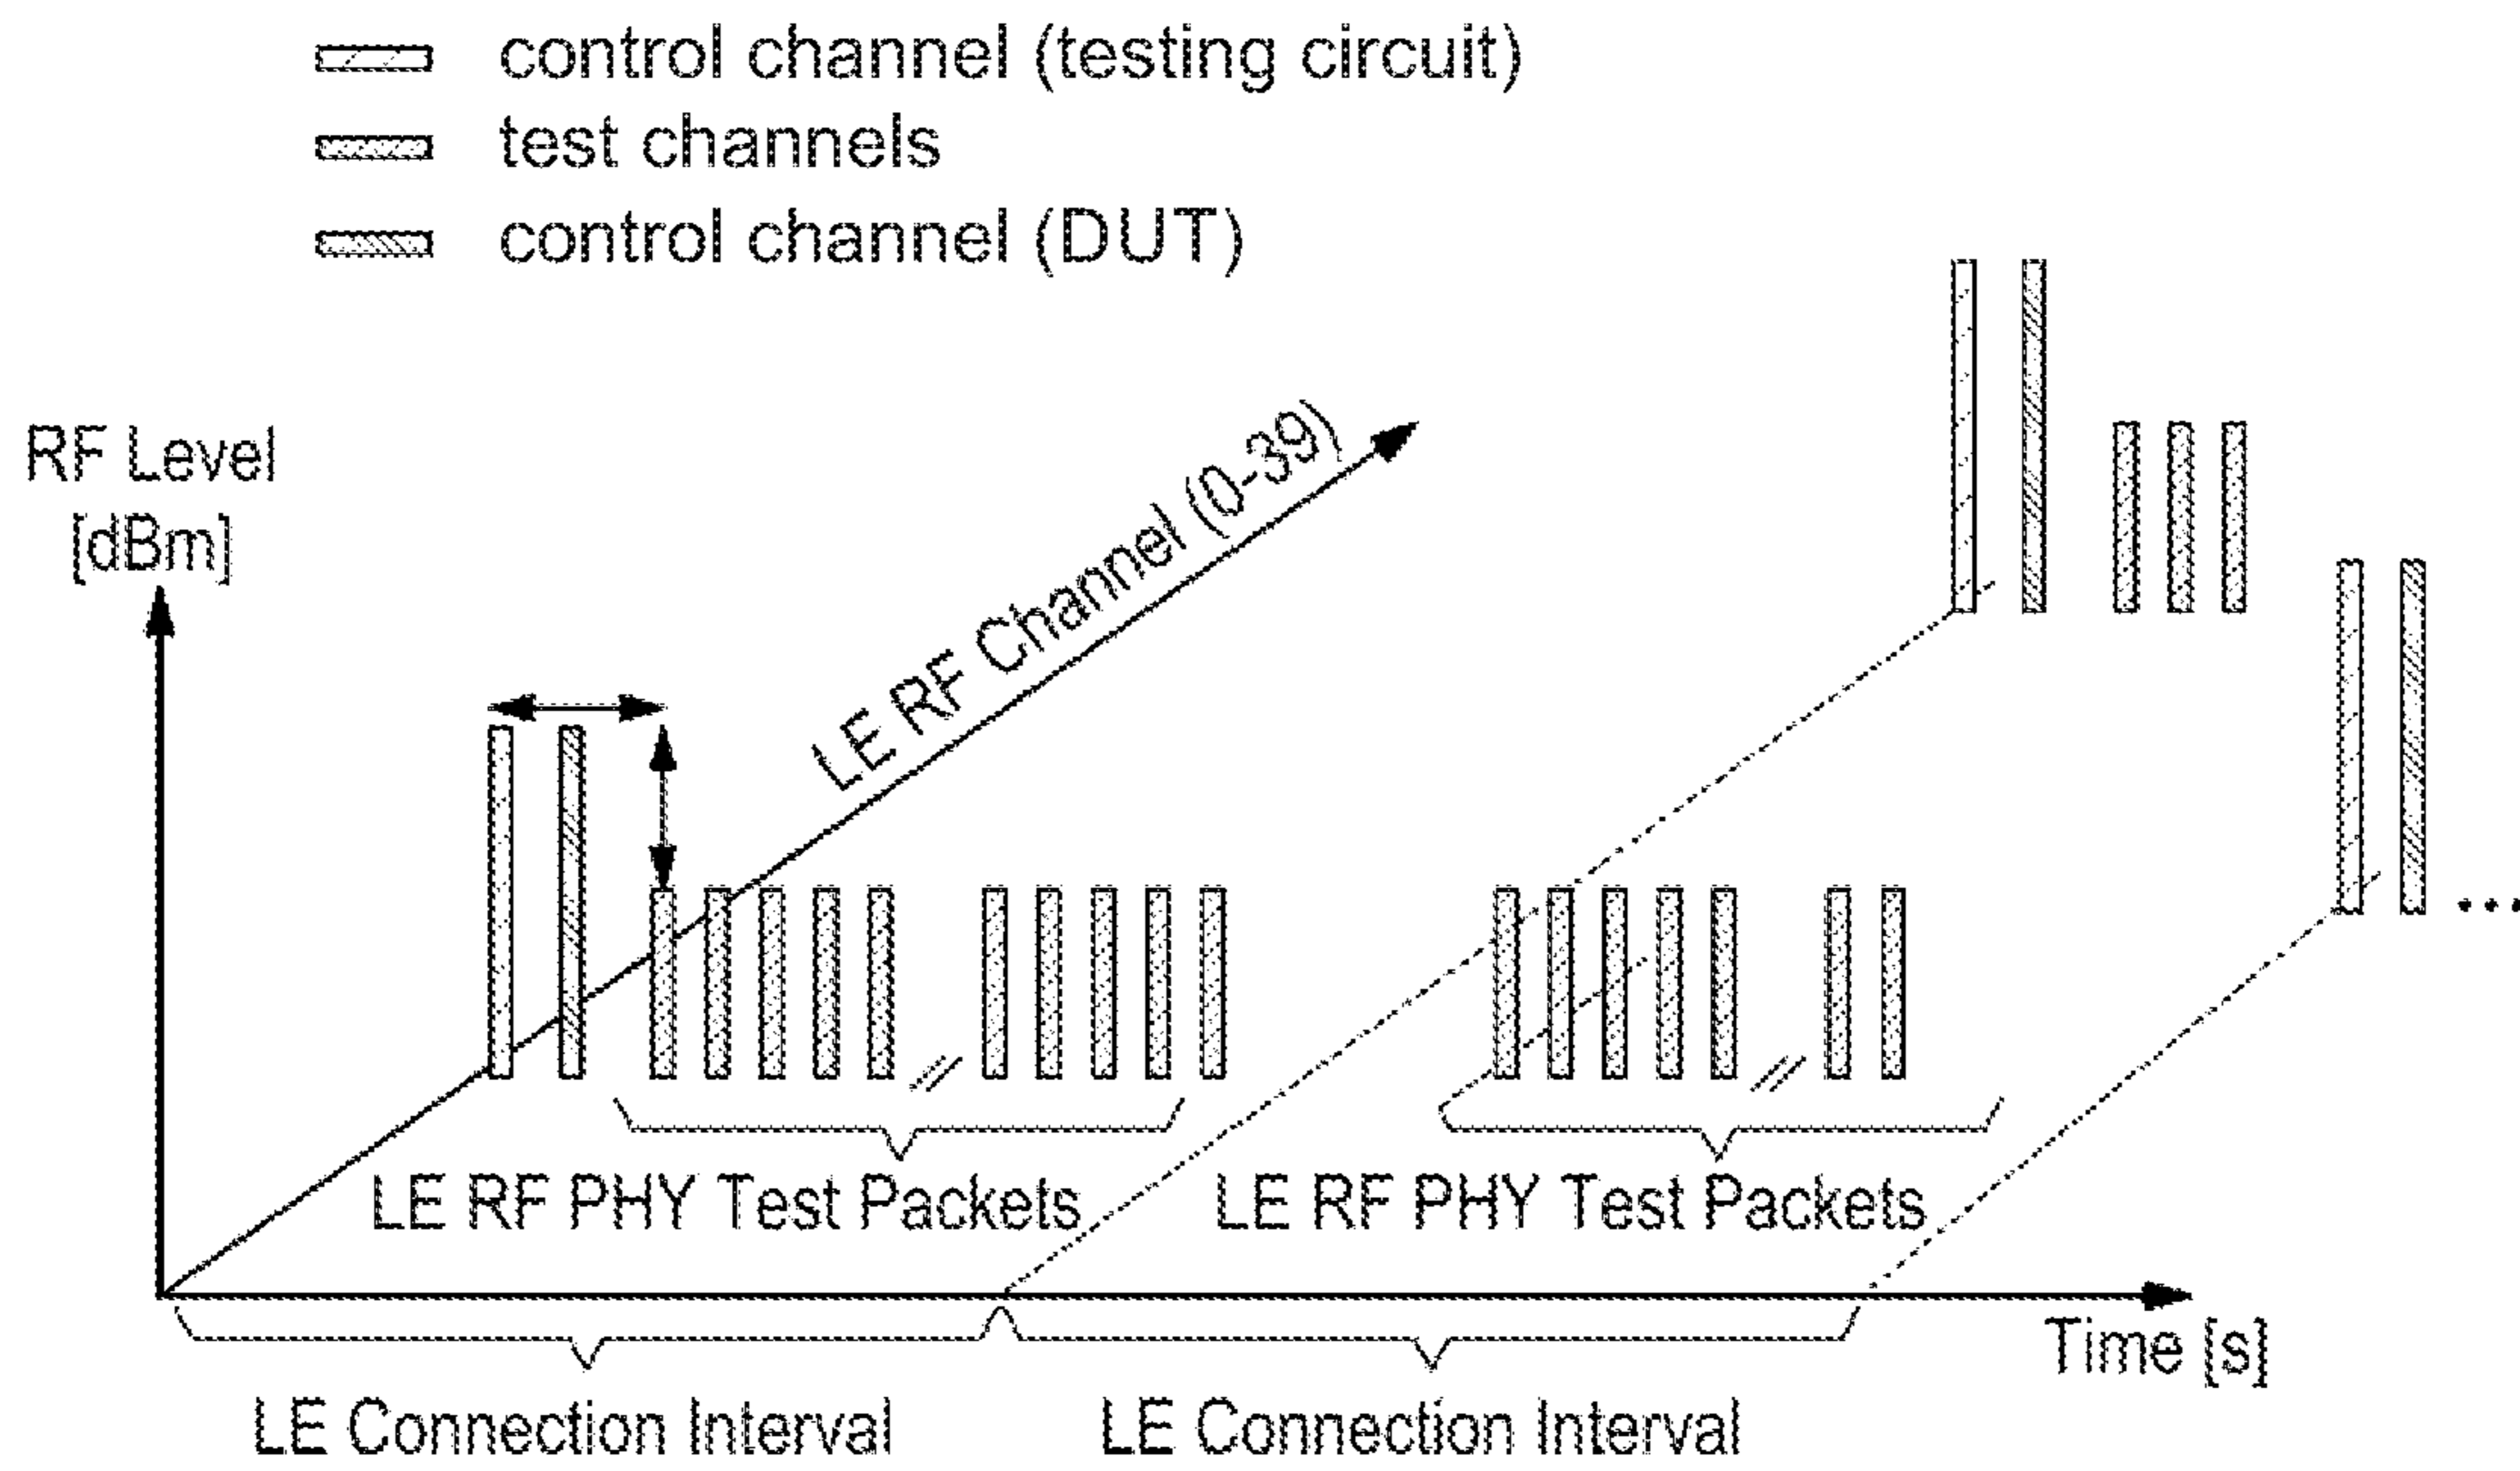 control channel (testing circuit)
test channels
control channel (DUT)
RF Level
[dBm]
LE RF Channel (0-39)
LE RF PHY Test Packets
LE RF PHY Test Packets
Time [s]
LE Connection Interval
LE Connection Interval